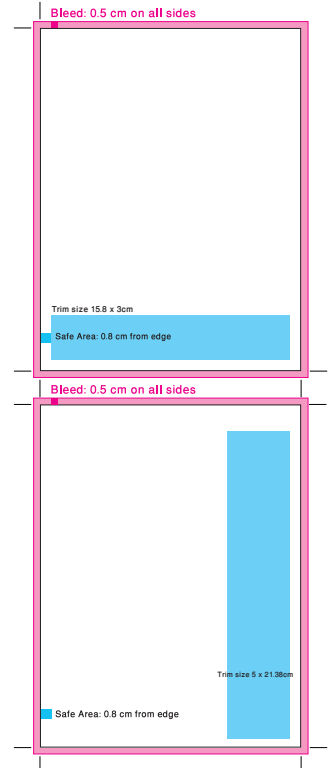 Bleed: 0.5 cm on all sides
Trim size 15.8 x 3cm
Safe Area: 0.8 cm from edge
Bleed: 0.5 cm on all sides
Trim size 5 x 21.38cm
Safe Area: 0.8 cm from edge